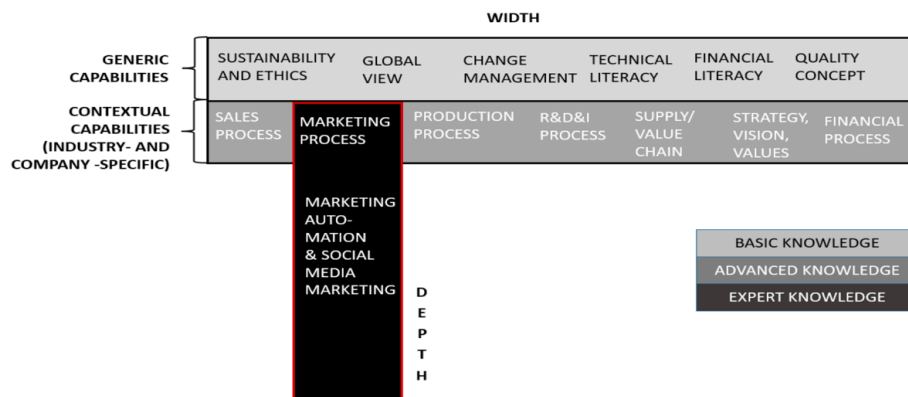 WIDTH
GENERIC
CAPABILITIES
SUSTAINABILITY
AND ETHICS
GLOBAL
VIEW
CHANGE
MANAGEMENT
TECHNICAL
LITERACY
FINANCIAL
LITERACY
QUALITY
CONCEPT
CONTEXTUAL
CAPABILITIES
(INDUSTRY- AND
COMPANY -SPECIFIC)
SALES
PROCESS
MARKETING
PROCESS
PRODUCTION
PROCESS
R&D&I
PROCESS
SUPPLY/
VALUE
CHAIN
STRATEGY,
VISION,
VALUES
FINANCIAL
PROCESS
MARKETING
AUTO-
MATION
& SOCIAL
MEDIA
MARKETING
D
E
P
T
H
BASIC KNOWLEDGE
ADVANCED KNOWLEDGE
EXPERT KNOWLEDGE